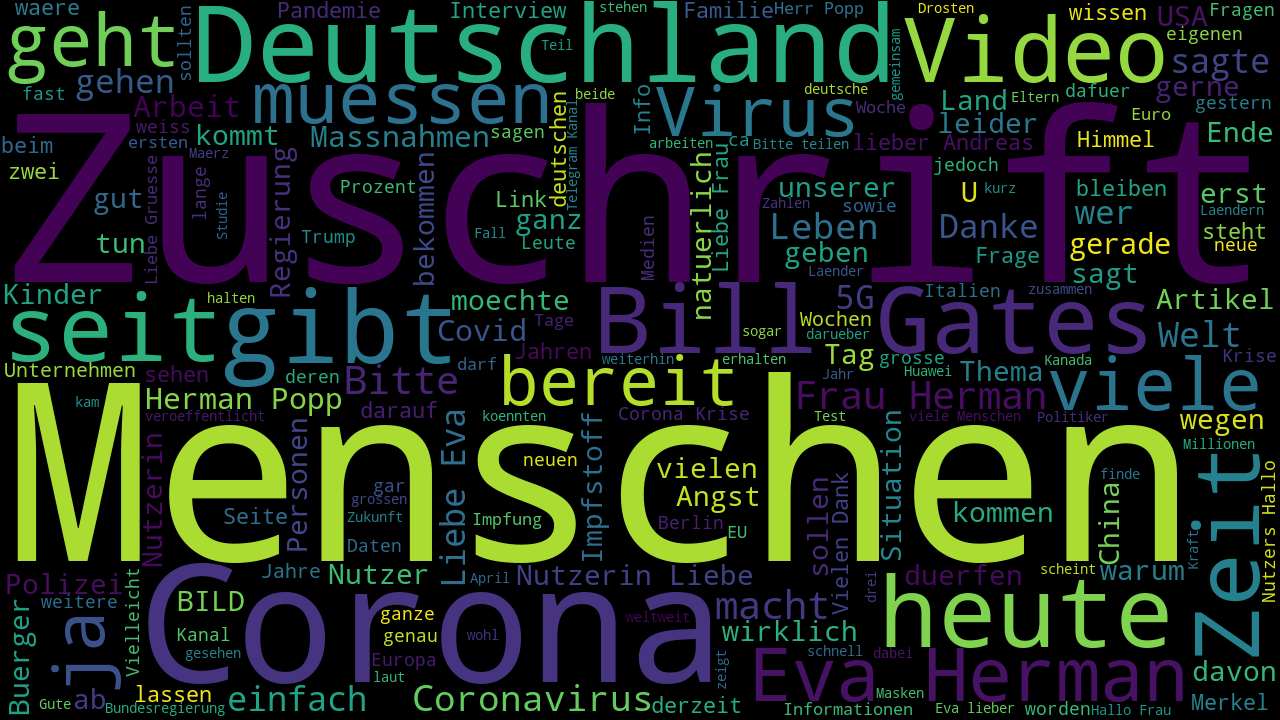 waere
geht
sollten
Pandemie
Deutschland
Interview
stehen
Teil
Familie
Herr Popp
Drosten
Video
wissen
USA
Fragen
eigenen
gehen
fast
sagte
gerne
gestern
Arbeit
muessen
beide
Info
Virus
deutsche
gemeinsam
Woche
Land
Eltern
dafuer
Euro
weiss
beim
ersten
kommt
Massnahmen
sagen
deutschen
Telegram Kanal
arbeiten
ca
Bitte teilen
lieber Andreas
leider
Himmel
Ende
zwei
Zuschrift
Maerz
Liebe Gruesse
lange
Studie
Regierung
Prozent
bekommen
Link
ganz
Leute
Fall
natuerlich
Liebe Frau
Medien
unserer
Zahlen
sowie
jedoch
U
kurz
bleiben
erst
Laendern
gut
tun
Trump
Leben
geben
Laender
Danke
Frage
wer
gerade
sagt
steht
neue
Kinder
halten
seit
gibt
moechte
Covid
Tage
Jahren
Bill Gates
5G
Italien
zusammen
Wochen
sogar
darueber
Artikel
Welt
Unternehmen
sehen
deren
darf
weiterhin
erhalten
Tag
grosse
Jahr
Huawei
Thema
Kanada
Krise
viele
kam
veroeffentlicht
Herman Popp
Bitte
darauf
bereit
koennten
Corona Krise
Frau Herman
Test
viele Menschen
Politiker
wegen
Menschen
Nutzerin
Personen
gar
grossen
Zukunft
Seite
Daten
Liebe Eva
neuen
Impfung
Impfstoff
vielen
Angst
Berlin
EU
sollen
Vielen Dank
Situation
kommen
finde
China
Millionen
Zeit
Kraft
Nutzers Hallo
Polizei
weitere
Buerger
ja
Vielleicht
Jahre
Nutzer
April
Nutzerin Liebe
drei
duerfen
scheint
warum
BILD
Kanal
gesehen
Corona
ganze
genau
wohl
Europa
laut
weltweit
macht
wirklich
schnell
dabei
heute
Gute
ab
lassen
Bundesregierung
einfach
Coronavirus
derzeit
zeigt
Eva Herman
Masken
Informationen
Eva lieber
worden
Hallo Frau
davon
Merkel